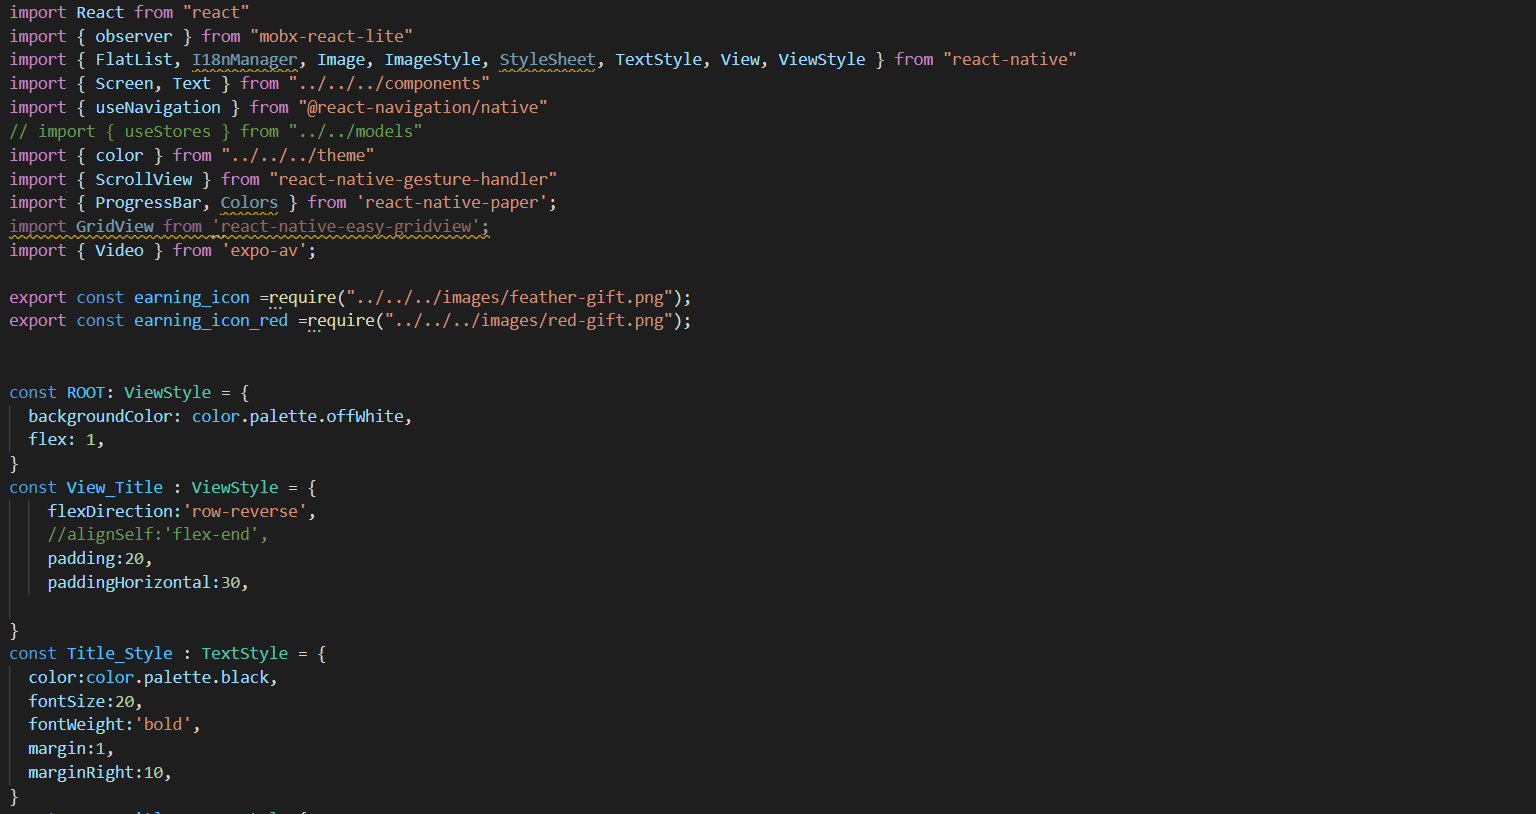 import React from "react"
import { observer } from "mobx-react-lite"
import { FlatList, I18nManager, Image, ImageStyle, StyleSheet, TextStyle, View, ViewStyle } from "react-native"
import { Screen, Text } from "../../../components"
import { useNavigation } from "@react-navigation/native"
// import { useStores } from "../../models"
import { color } from "../../../theme"
import { ScrollView } from "react-native-gesture-handler"
import { ProgressBar, Colors } from 'react-native-paper';
import GridView from 'react-native-easy-gridview';
import { Video } from 'expo-av';
export const earning_icon =require("../../../images/feather-gift.png");
export const earning_icon_red =require("../../../images/red-gift.png");
const ROOT: ViewStyle = {
  backgroundColor: color.palette.offWhite,
  flex: 1,
}
const View_Title : ViewStyle = {
    flexDirection:'row-reverse',
    //alignSelf:'flex-end',
    padding:20,
    paddingHorizontal:30,
}
const Title_Style : TextStyle = {
  color:color.palette.black,
  fontSize:20,
  fontWeight:'bold',
  margin:1,
  marginRight:10,
}